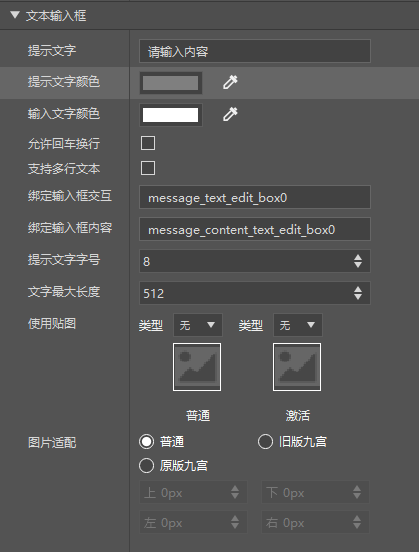 文本输入框
提示文字 请输入内容
提示文字颜色
输入文字颜色
允许回车换行
支持多行文本
绑定输入框交互 message_text_edit_box0
绑定输入框内容 message_content_text_edit_box0
提示文字字号 8
文字最大长度 512
使用贴图 类型 无 类型 无
普通 激活
图片适配 普通 旧版九宫
原版九宫
上 0px 下 0px
左 0px 右 0px